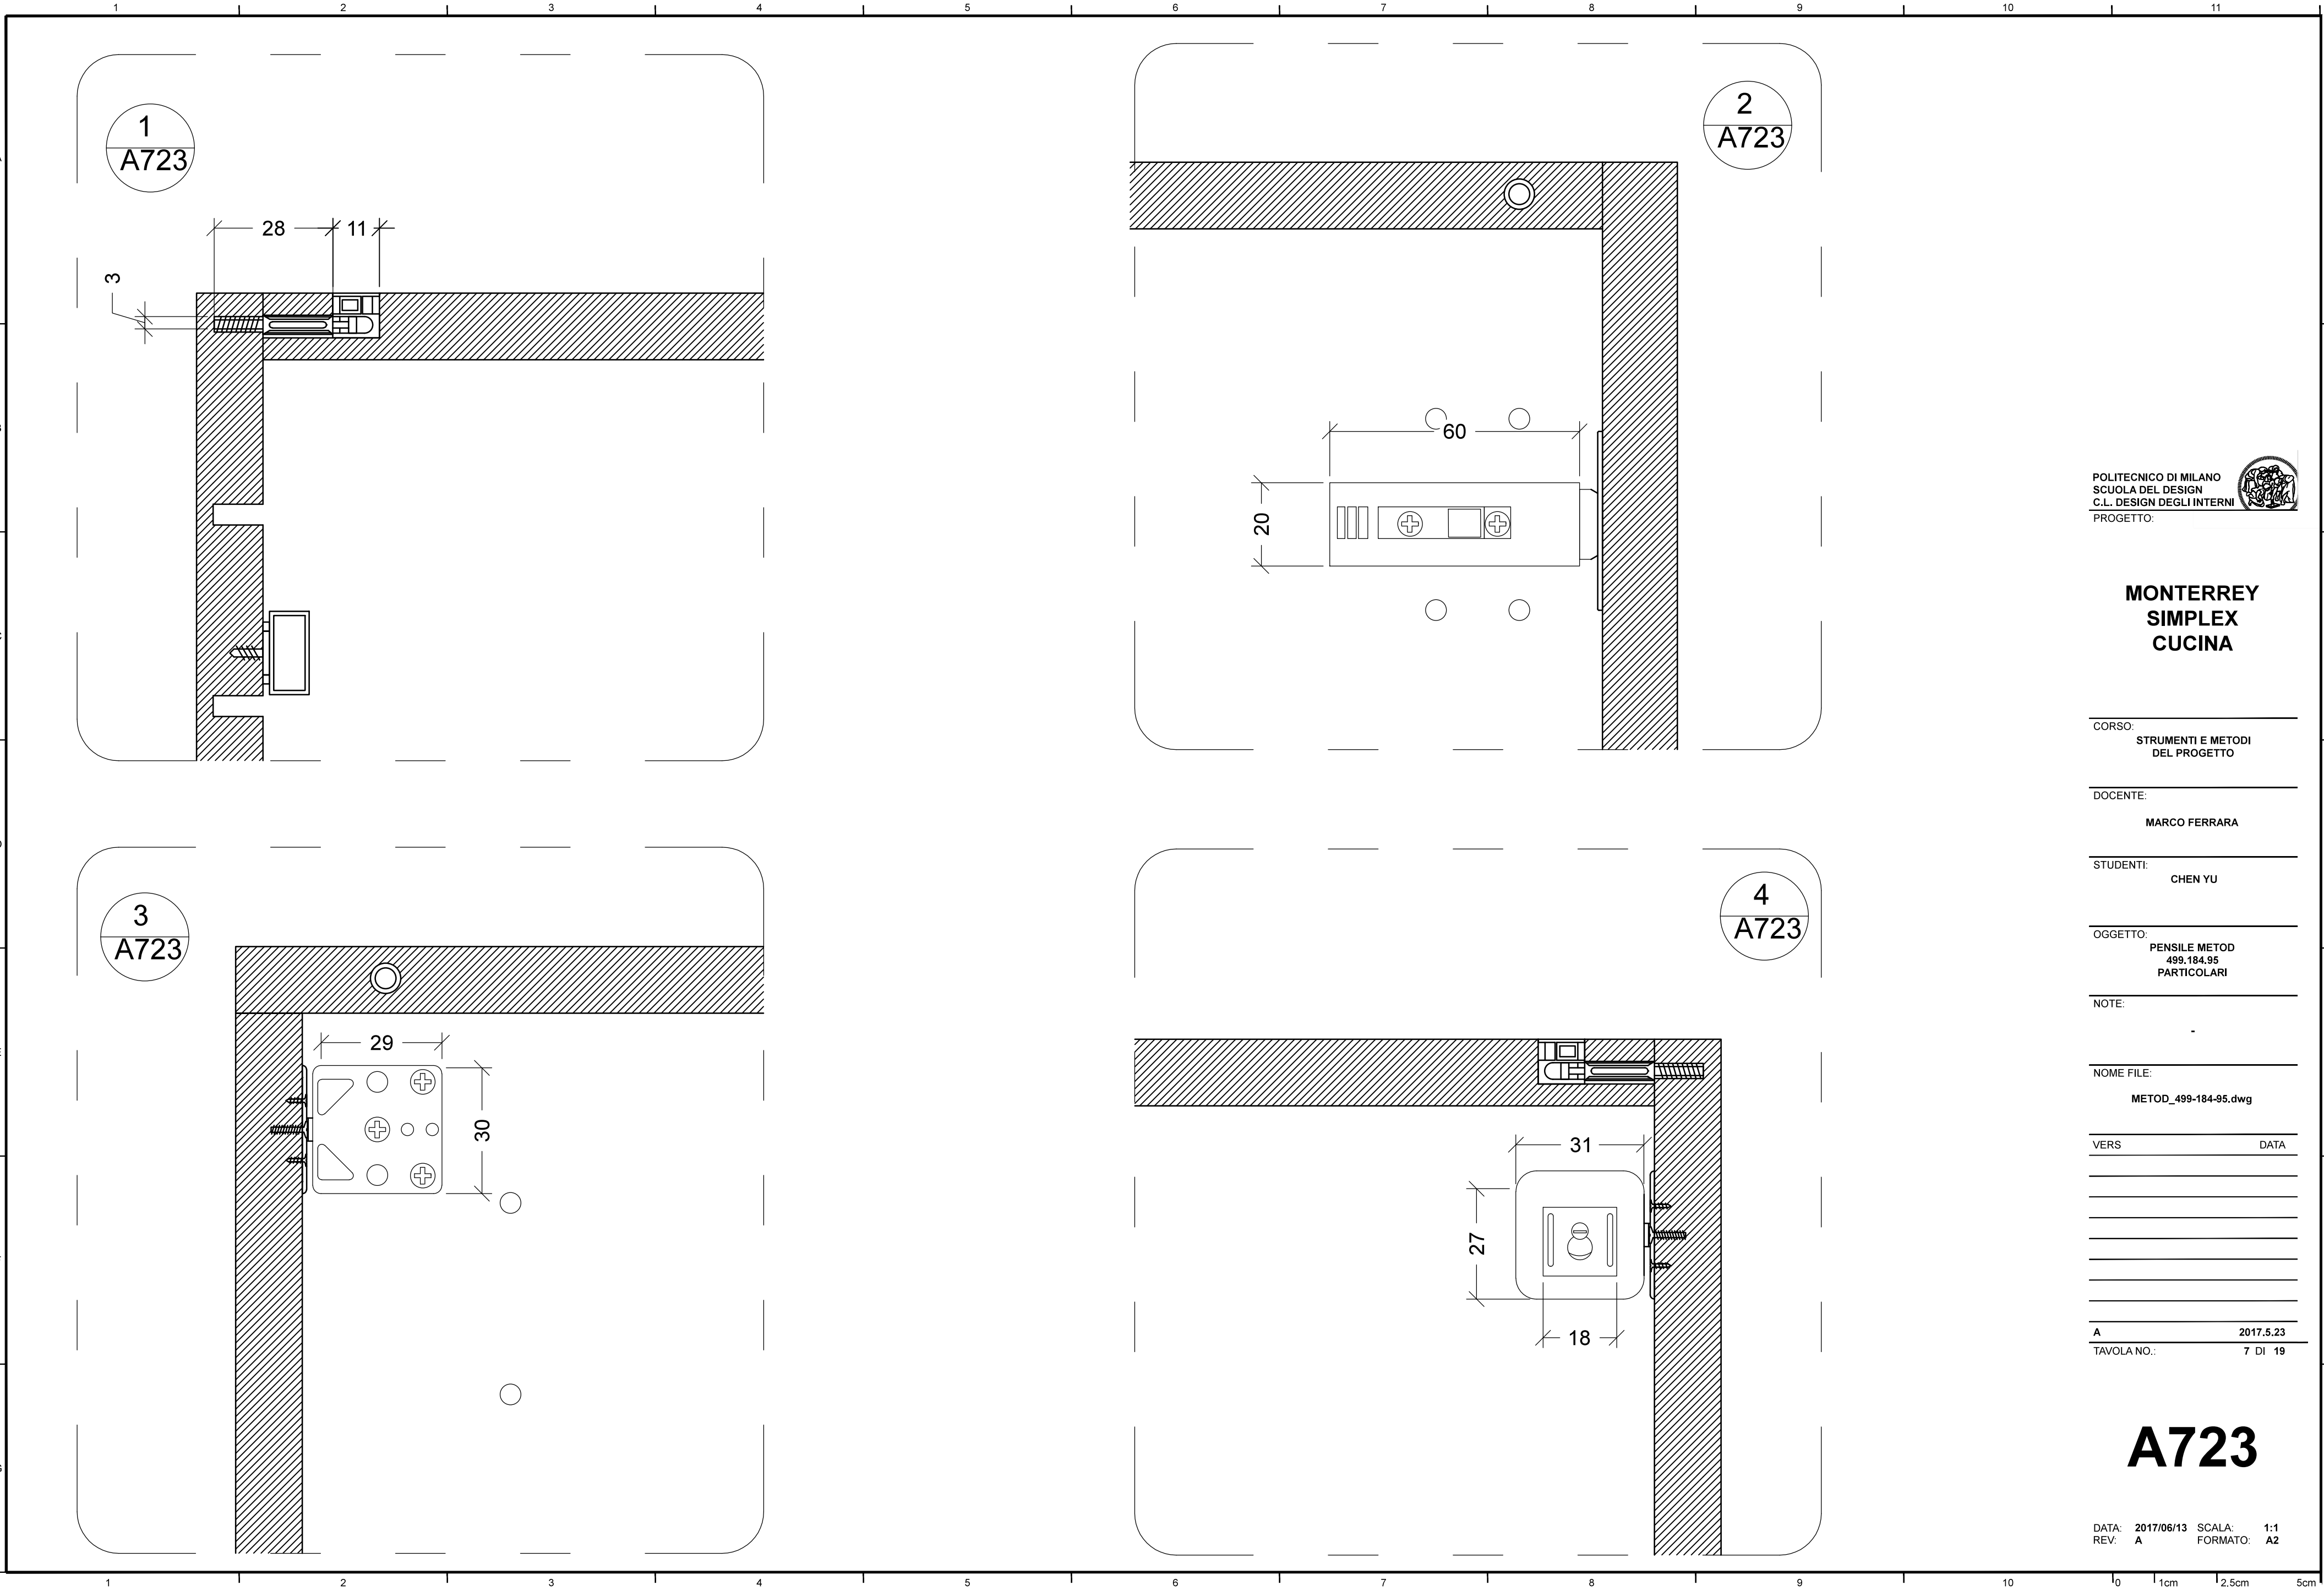 1 2 3 4 5 6 7 8 9 10 11
1
A723
28
11
3
2
A723
60
20
3
A723
29
30
4
A723
31
27
18
POLITECNICO DI MILANO
SCUOLA DEL DESIGN
C.L. DESIGN DEGLI INTERNI
PROGETTO:
MONTERREY
SIMPLEX
CUCINA
CORSO:
STRUMENTI E METODI
DEL PROGETTO
DOCENTE:
MARCO FERRARA
STUDENTI:
CHEN YU
OGGETTO:
PENSILE METOD
499.184.95
PARTICOLARI
NOTE:
-
NOME FILE:
METOD_499-184-95.dwg
VERS DATA
A 2017.5.23
TAVOLA NO.: 7 DI 19
A723
DATA: 2017/06/13 SCALA: 1:1
REV: A FORMATO: A2
1 2 3 4 5 6 7 8 9 10 0 1cm 2.5cm 5cm